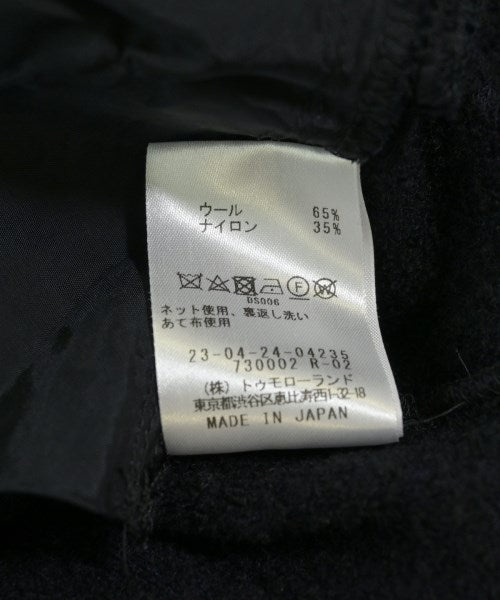 ウール 65%
ナイロン 35%
DS006
ネット使用、裏返し洗い
あて布使用
23-04-24-04235
730002 R-02
(株)トゥモローランド
東京都渋谷区恵比寿西1-32-18
MADE IN JAPAN